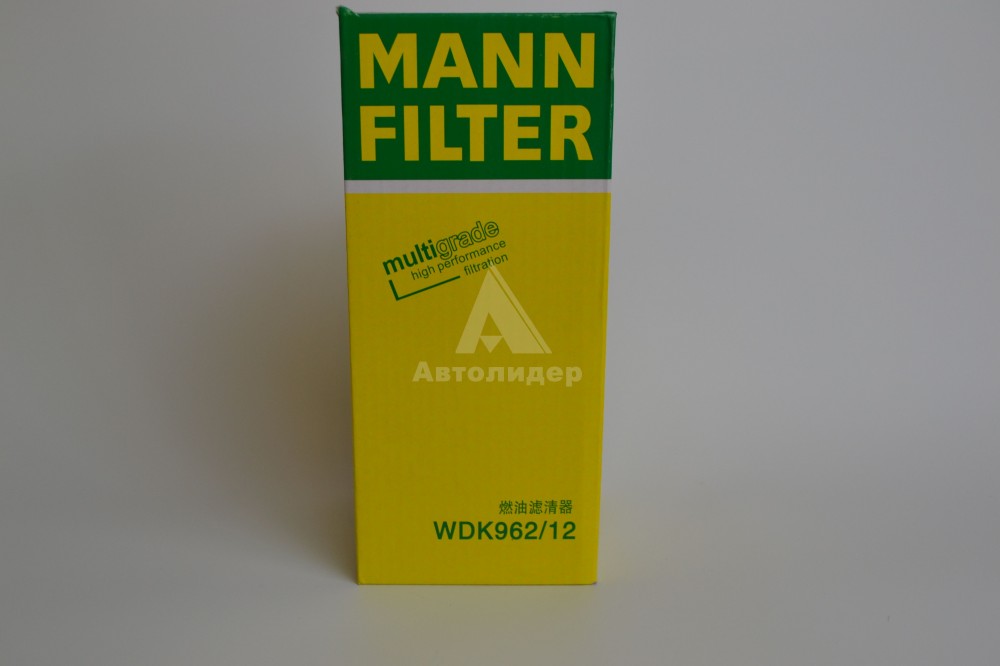 MANN
FILTER
multigrade
high performance
filtration
Автолидер
燃油滤清器
WDK962/12